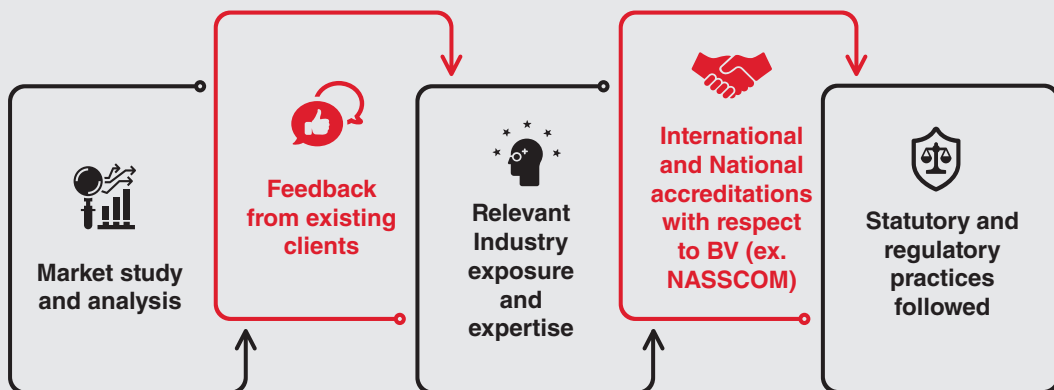 Market study
and analysis
Feedback
from existing
clients
Relevant
Industry
exposure
and
expertise
International
and National
accreditations
with respect
to BV (ex.
NASSCOM)
Statutory and
regulatory
practices
followed